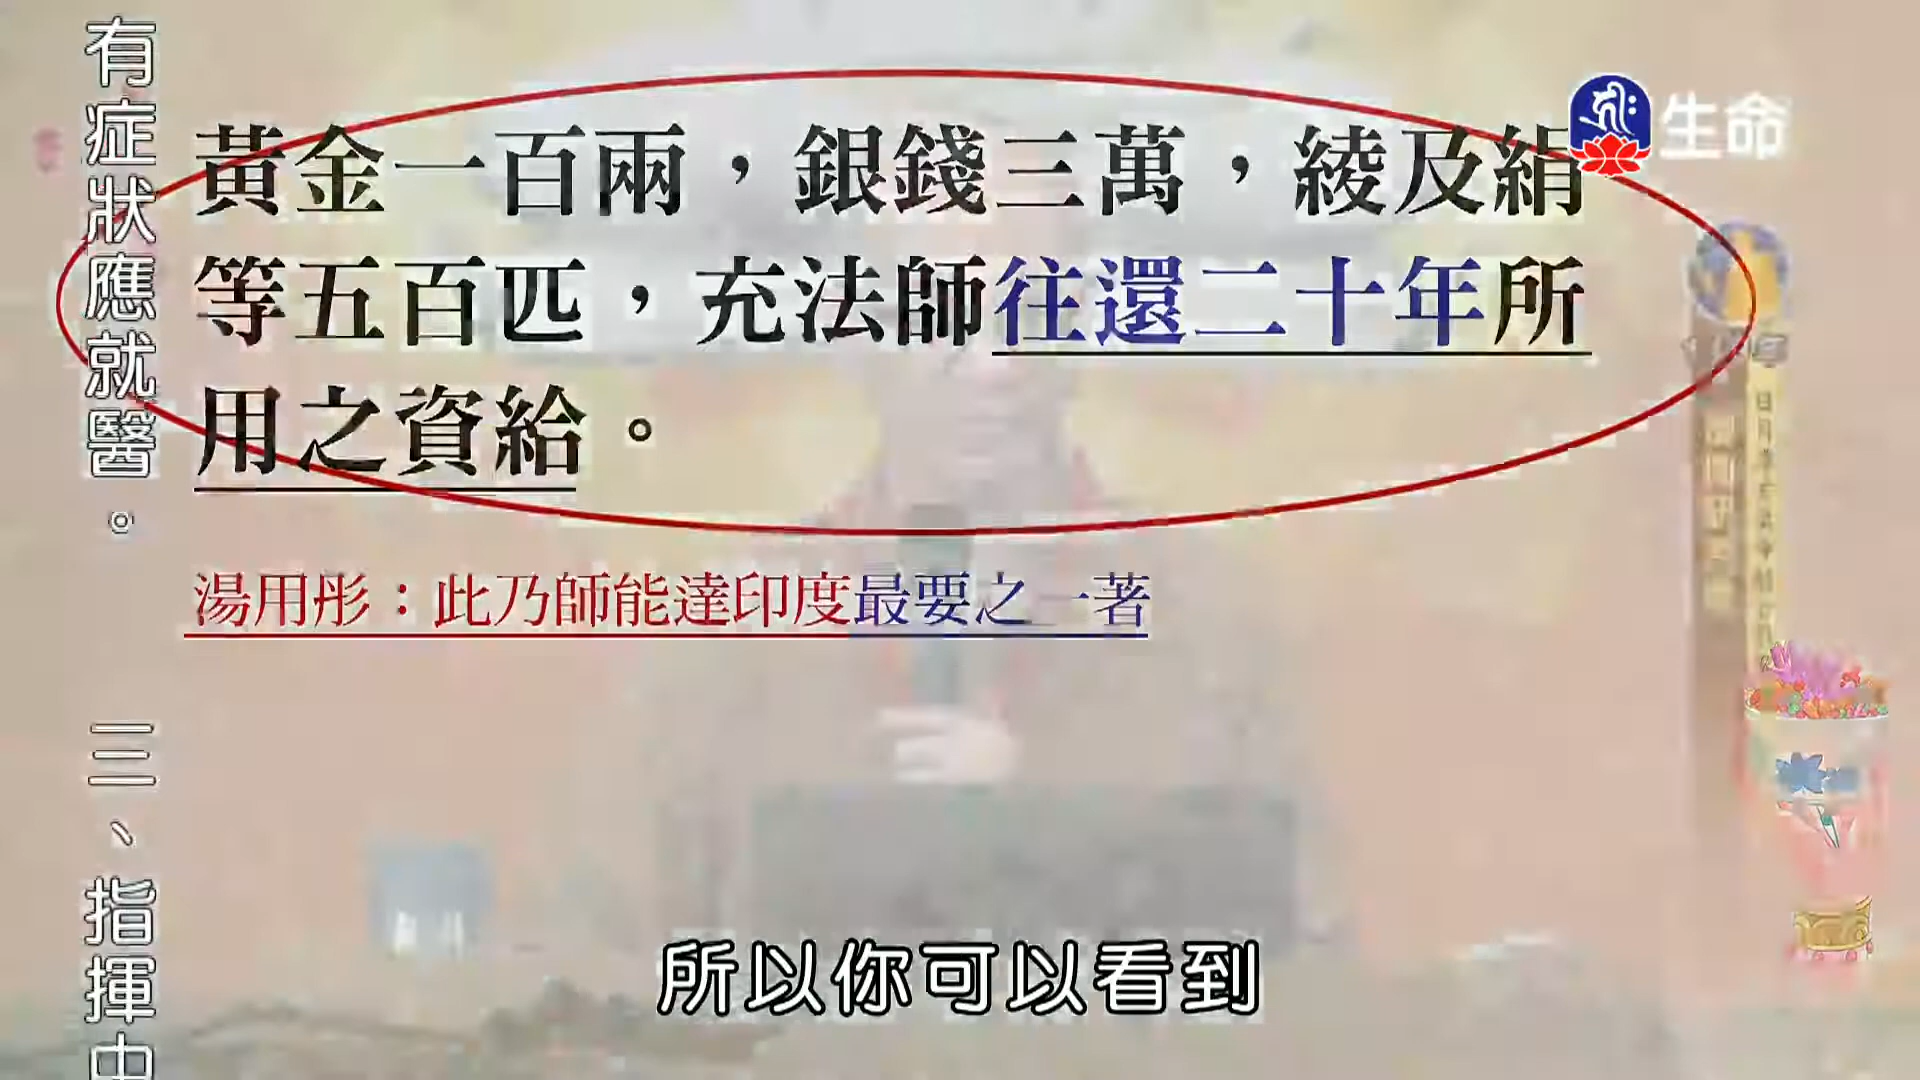 有症狀應就醫。 三、指揮中
黃金一百兩，銀錢三萬，綾及絹
等五百匹，充法師往還二十年所
用之資給。
湯用彤：此乃師能達印度最要之一著
生命
所以你可以看到